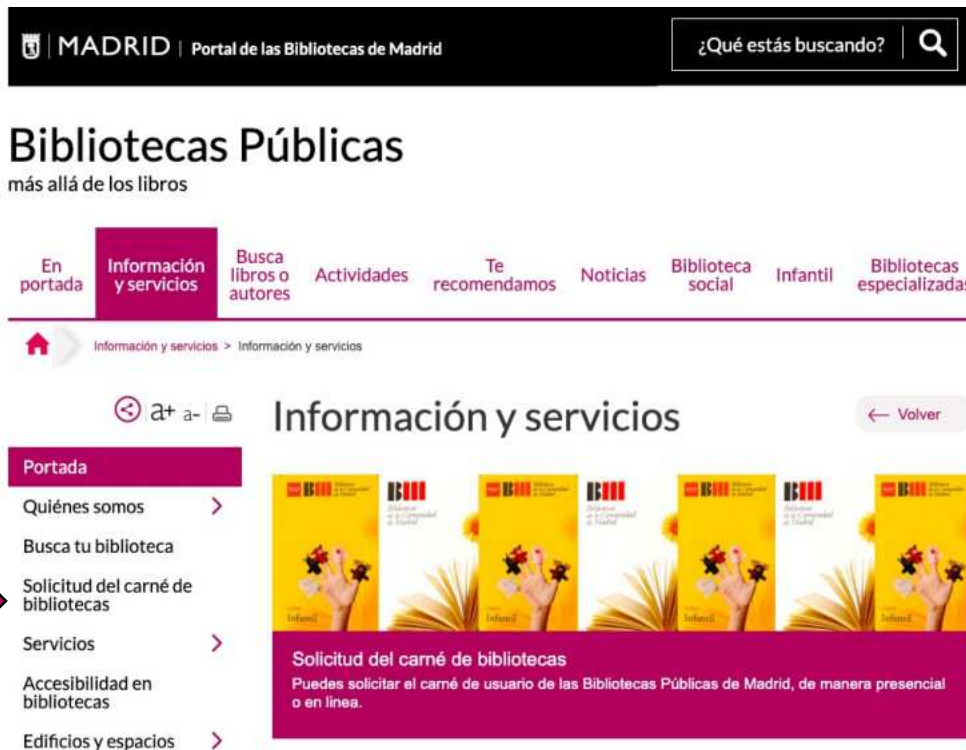 MADRID | Portal de las Bibliotecas de Madrid
¿Qué estás buscando?
Bibliotecas Públicas
más allá de los libros
En portada
Información y servicios
Busca libros o autores
Actividades
Te recomendamos
Noticias
Biblioteca social
Infantil
Bibliotecas especializadas
Información y servicios > Información y servicios
a+ a-
Información y servicios
← Volver
Portada
Quiénes somos
Busca tu biblioteca
Solicitud del carné de
bibliotecas
Servicios
Accesibilidad en
bibliotecas
Edificios y espacios
Infantil
Infantil
Infantil
Solicitud del carné de bibliotecas
Puedes solicitar el carné de usuario de las Bibliotecas Públicas de Madrid, de manera presencial
o en linea.